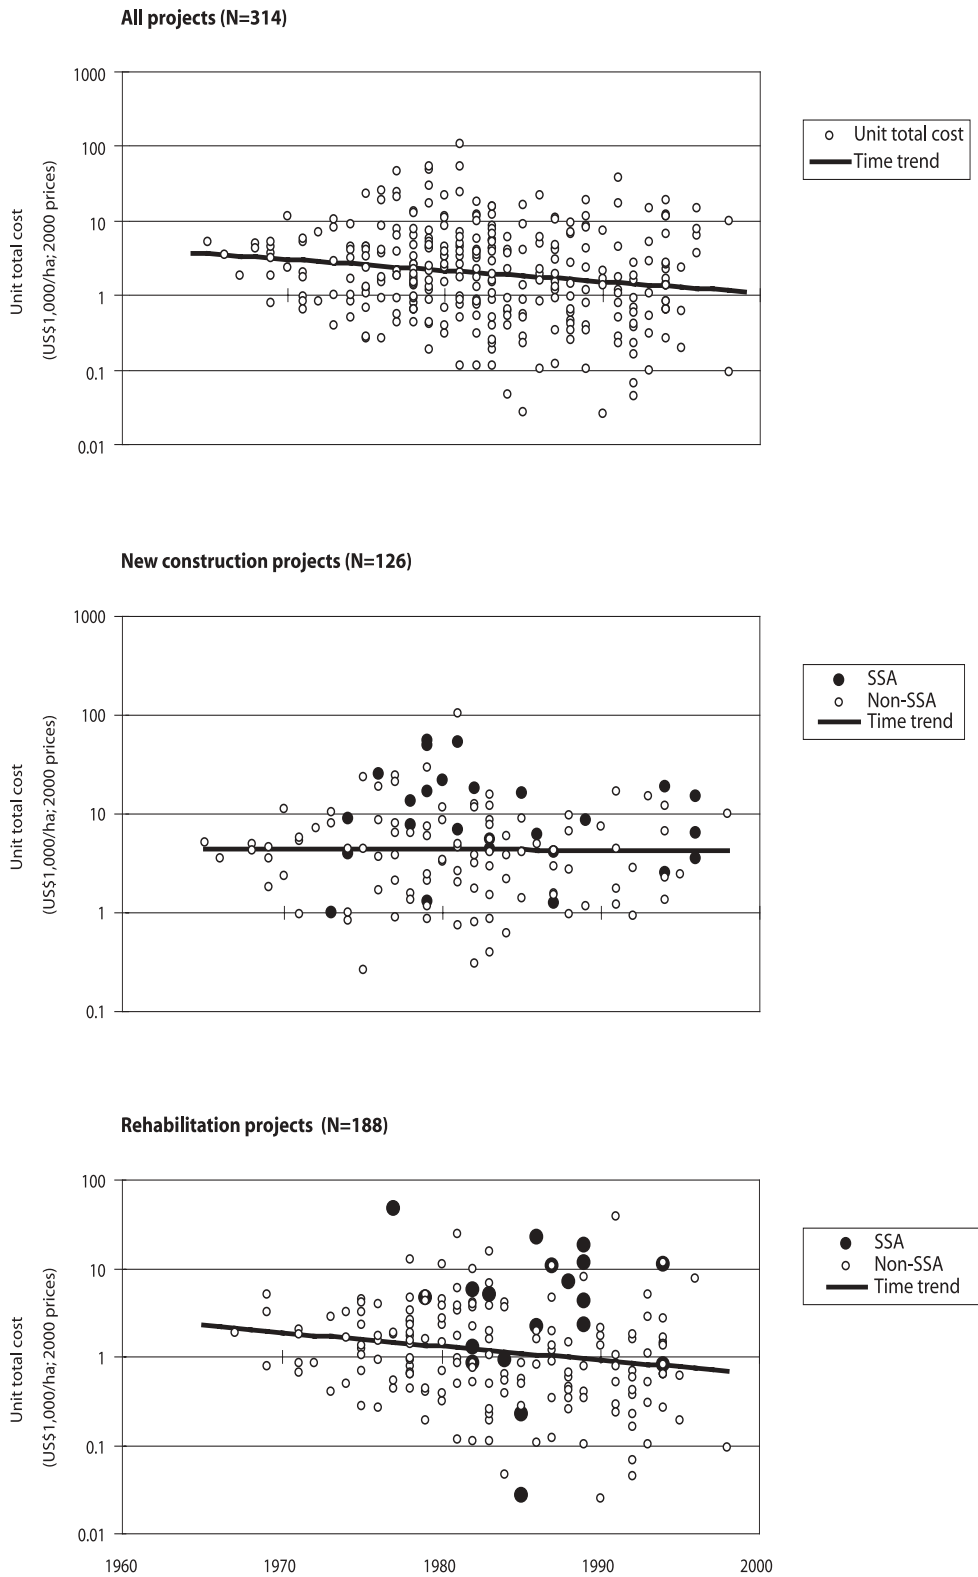 All projects (N=314)
1000
100
10
1
0.1
0.01
Unit total cost
(US$1,000/ha; 2000 prices)
Unit total cost
Time trend
New construction projects (N=126)
1000
100
10
1
0.1
Unit total cost
(US$1,000/ha; 2000 prices)
SSA
Non-SSA
Time trend
Rehabilitation projects (N=188)
100
10
1
0.1
0.01
Unit total cost
(US$1,000/ha; 2000 prices)
SSA
Non-SSA
Time trend
1960 1970 1980 1990 2000